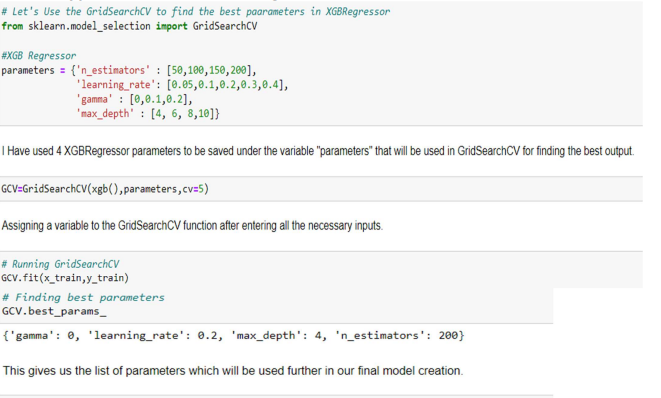 # Let's Use the GridSearchCV to find the best paarameters in XGBRegressor
from sklearn.model_selection import GridSearchCV
#XGB Regressor
parameters = {'n_estimators' : [50,100,150,200],
'learning_rate': [0.05,0.1,0.2,0.3,0.4],
'gamma' : [0,0.1,0.2],
'max_depth' : [4, 6, 8,10]}
I Have used 4 XGBRegressor parameters to be saved under the variable "parameters" that will be used in GridSearchCV for finding the best output.
GCV=GridSearchCV(xgb(),parameters,cv=5)
Assigning a variable to the GridSearchCV function after entering all the necessary inputs.
# Running GridSearchCV
GCV.fit(x_train,y_train)
# Finding best parameters
GCV.best_params_
{'gamma': 0, 'learning_rate': 0.2, 'max_depth': 4, 'n_estimators': 200}
This gives us the list of parameters which will be used further in our final model creation.